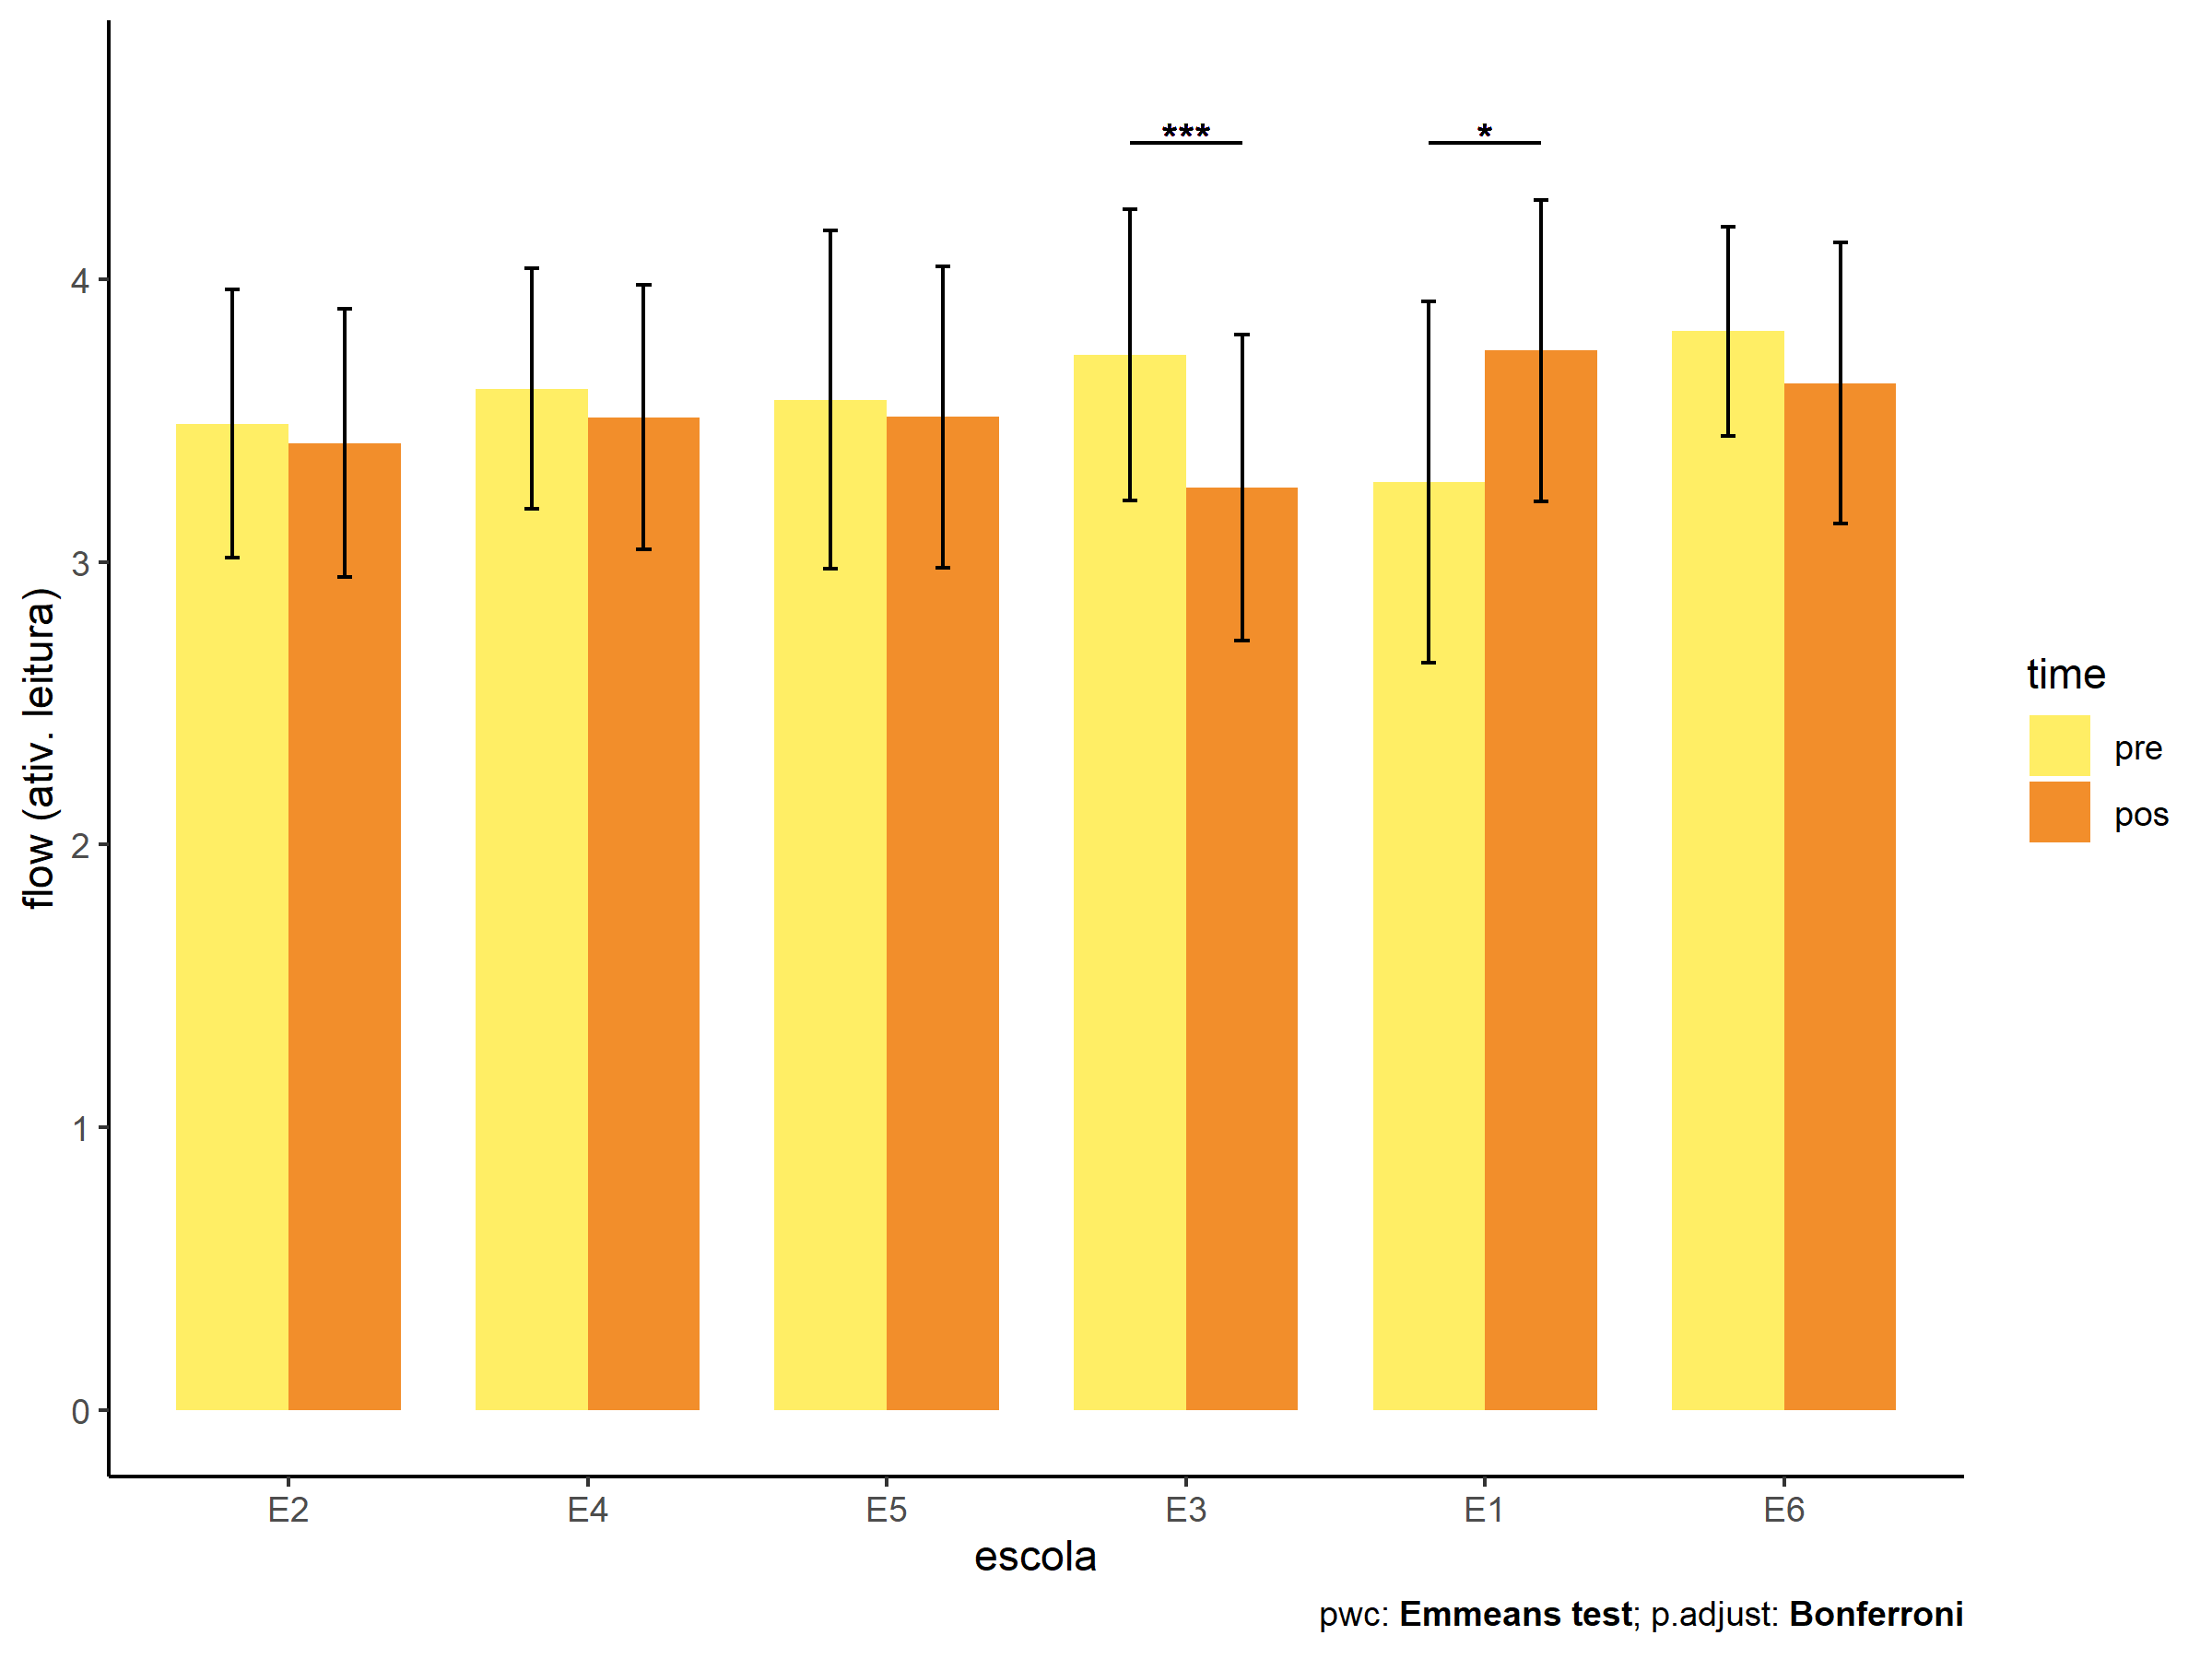 ***
*
4
3
2
1
0
flow (ativ. leitura)
E2 E4 E5 E3 E1 E6
escola
time
pre
pos
pwc: Emmeans test; p.adjust: Bonferroni